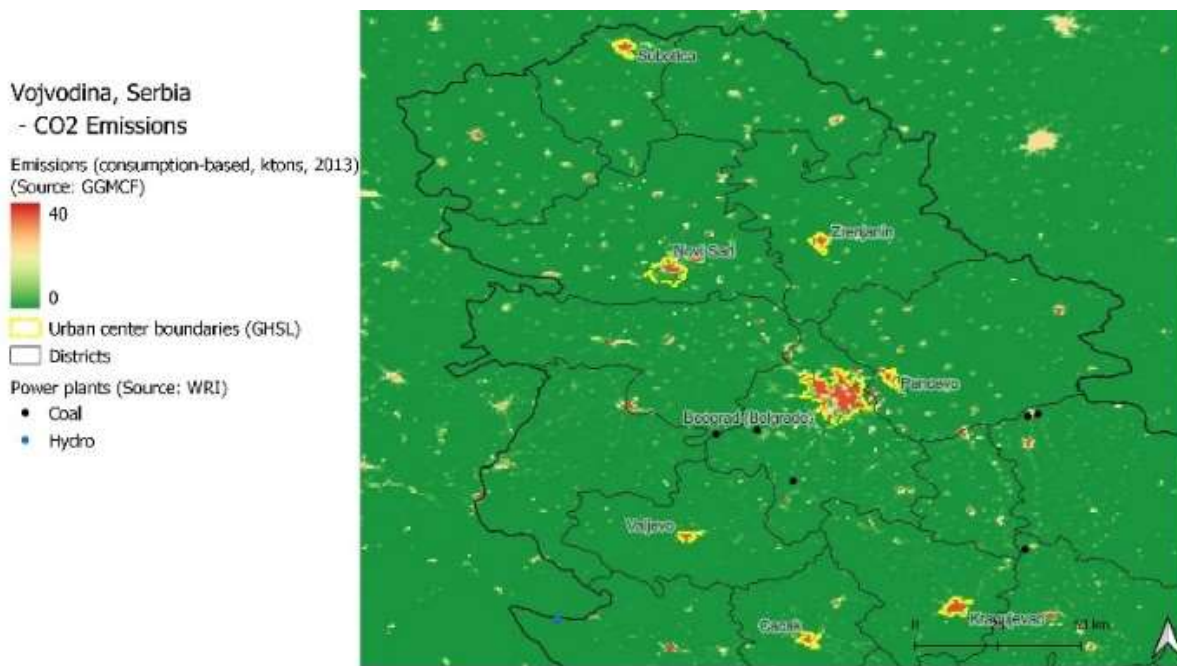 Vojvodina, Serbia
- CO2 Emissions
Emissions (consumption-based, ktons, 2013)
(Source: GGMCF)
40
0
Urban center boundaries (GHSL)
Districts
Power plants (Source: WRI)
Coal
Hydro
Subotica
Zrenjanin
Novi Sad
Pancevo
Beograd (Belgrade)
Valjevo
Kragujevac
Cacak